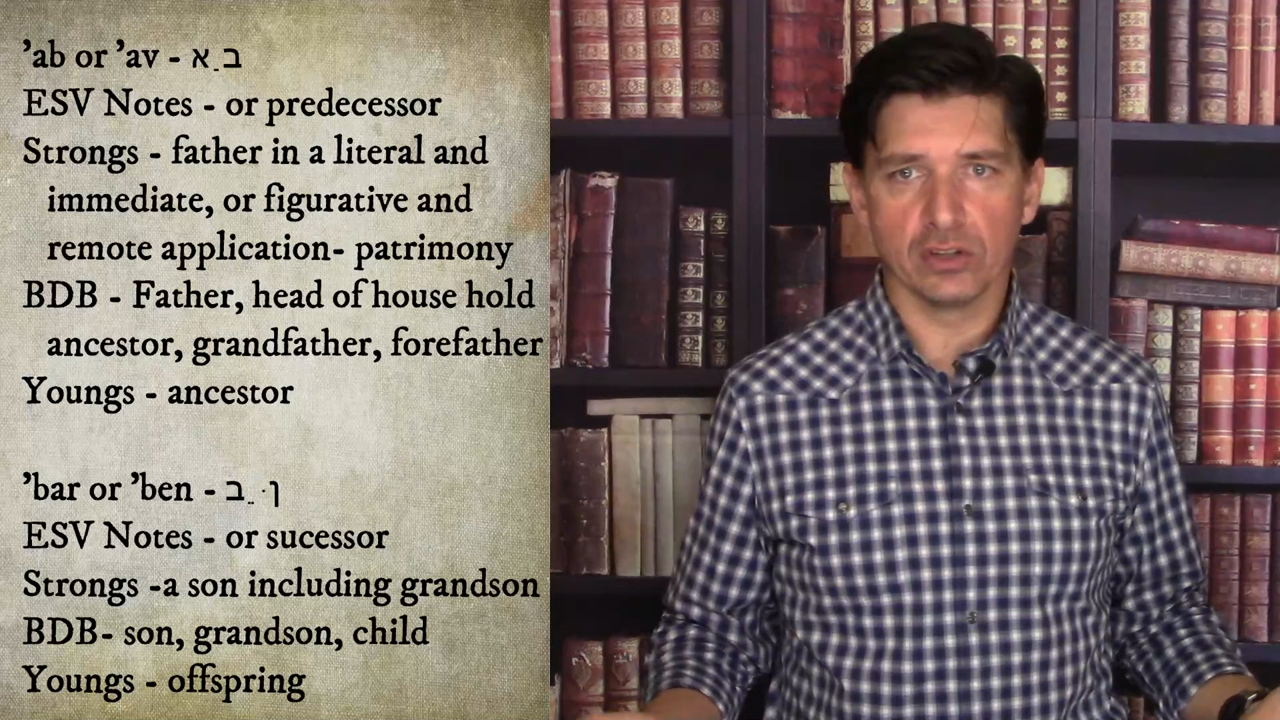 ’ab or ’av - אָב
ESV Notes - or predecessor
Strongs - father in a literal and
immediate, or figurative and
remote application- patrimony
BDB - Father, head of house hold
ancestor, grandfather, forefather
Youngs - ancestor
’bar or ’ben - בֵּן
ESV Notes - or sucessor
Strongs -a son including grandson
BDB- son, grandson, child
Youngs - offspring